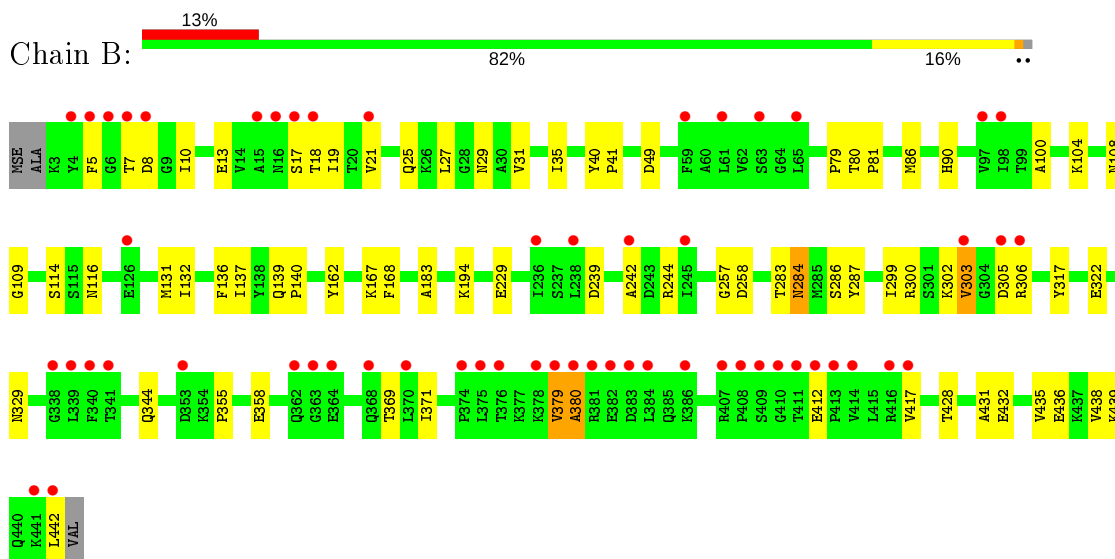 13%
Chain B:
82% 16%
MSE ALA K3 Y4 F5 G6 T7 D8 G9 I10 E13 V14 A15 N16 S17 T18 I19 T20 V21 Q25 K26 L27 G28 N29 A30 V31 I35 Y40 P41 D49 F59 A60 L61 V62 S63 G64 L65 P79 T80 P81 M86 H90 V97 I98 T99 A100 K104 N108
G109 S114 S115 N116 E126 M131 I132 F136 I137 Y138 Q139 P140 Y162 K167 F168 A183 K194 E229 I236 S237 L238 D239 A242 D243 R244 I245 G257 D258 T283 N284 M285 S286 Y287 I299 R300 S301 K302 V303 G304 D305 R306 Y317 E322
N329 G338 L339 F340 T341 Q344 D353 K354 P355 E358 Q362 G363 E364 Q368 T369 L370 I371 P374 L375 T376 K377 K378 V379 A380 R381 E382 D383 L384 Q385 K386 R407 P408 S409 G410 T411 E412 P413 V414 L415 R416 V417 T428 A431 E432 V435 E436 K437 V438 K439
Q440 K441 L442 VAL